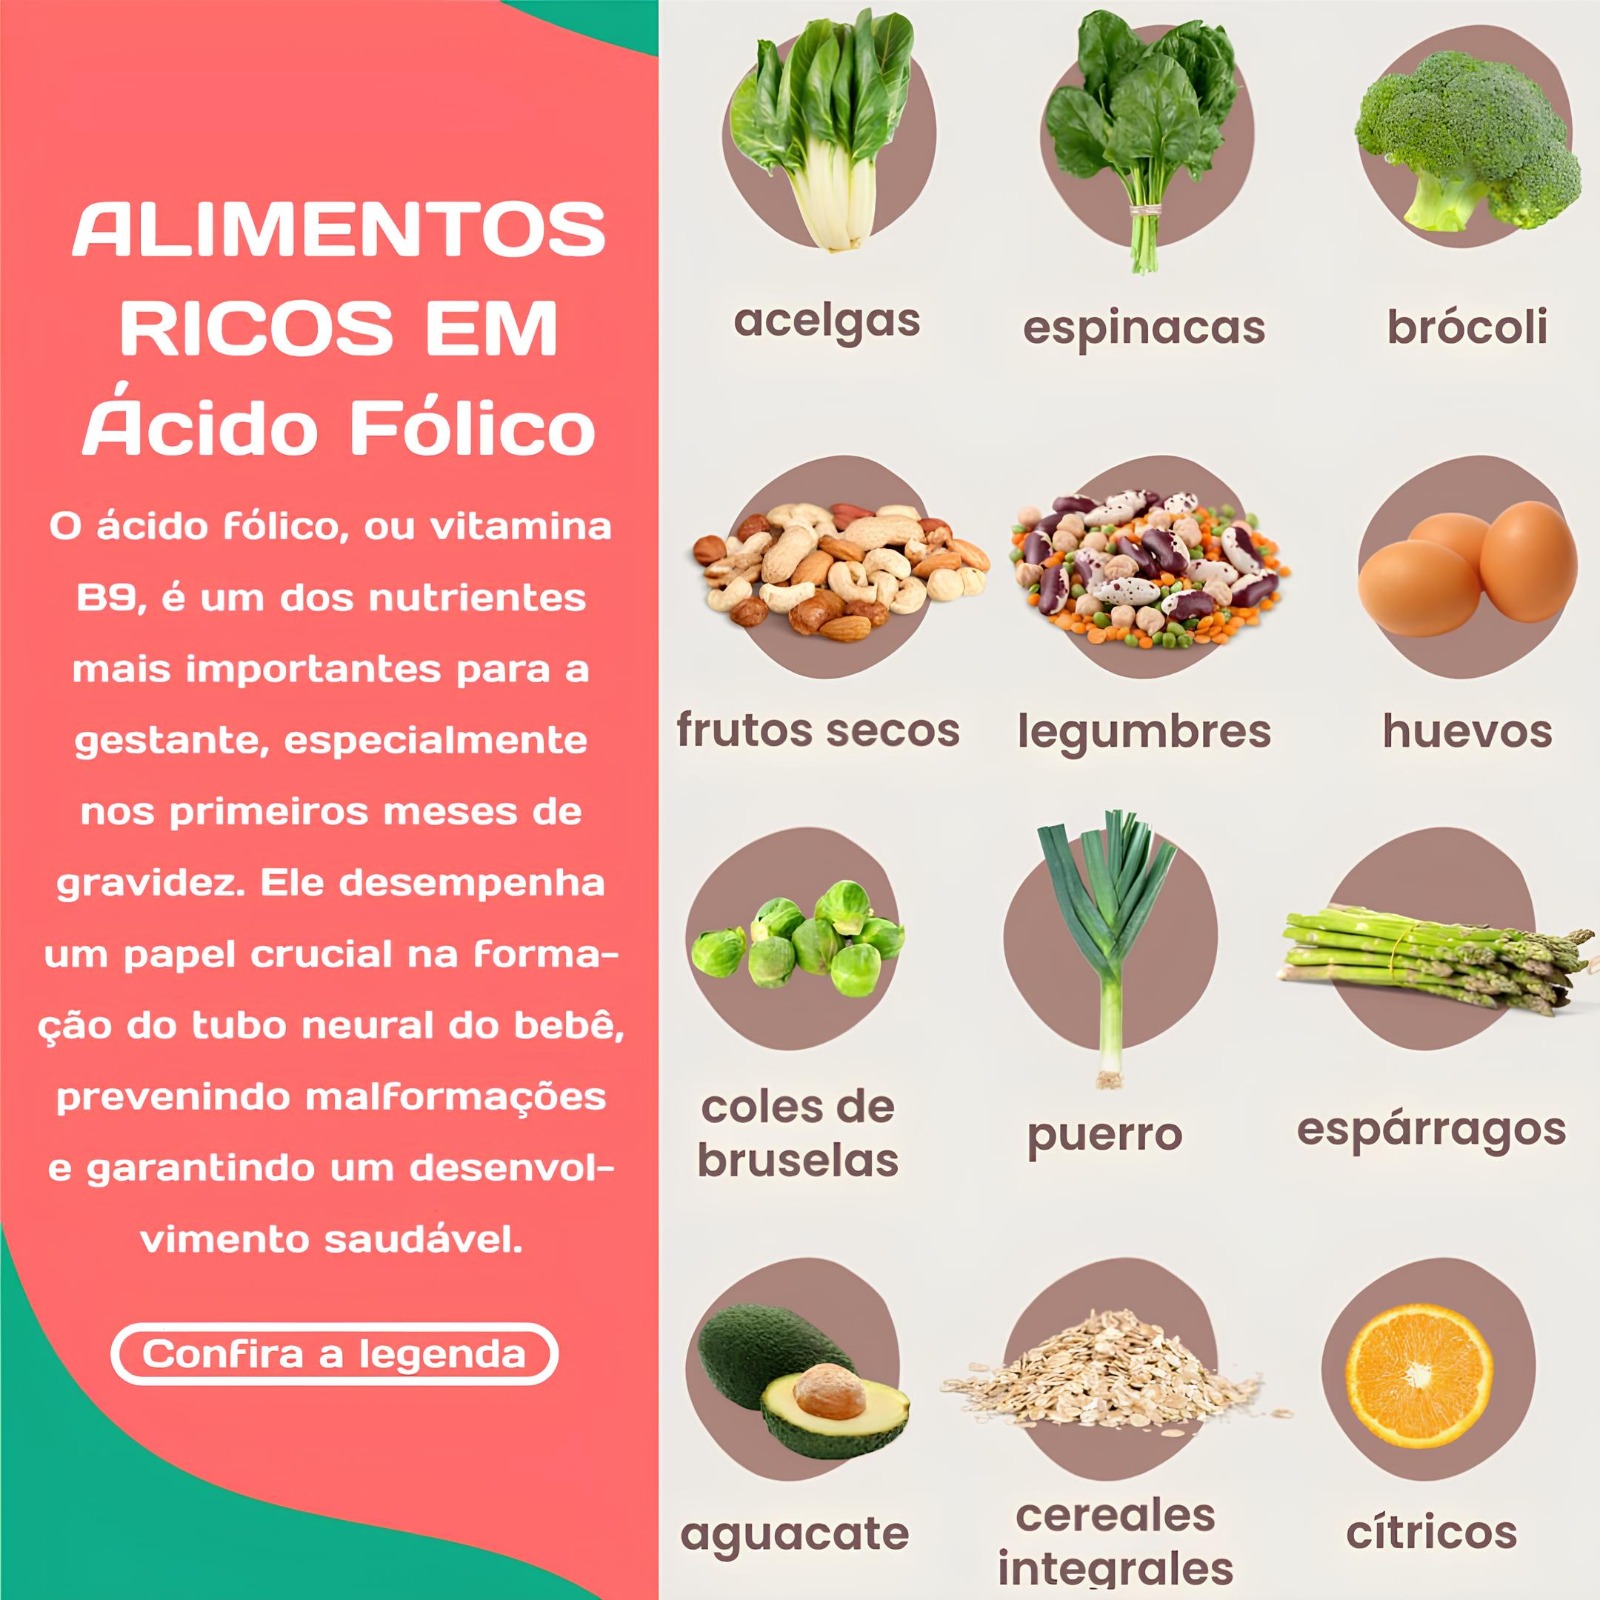 ALIMENTOS
RICOS EM
Ácido Fólico
O ácido fólico, ou vitamina
B9, é um dos nutrientes
mais importantes para a
gestante, especialmente
nos primeiros meses de
gravidez. Ele desempenha
um papel crucial na forma-
ção do tubo neural do bebê,
prevenindo malformações
e garantindo um desenvol-
vimento saudável.
Confira a legenda
acelgas
espinacas
brócoli
frutos secos
legumbres
huevos
coles de
bruselas
puerro
espárragos
aguacate
cereales
integrales
cítricos